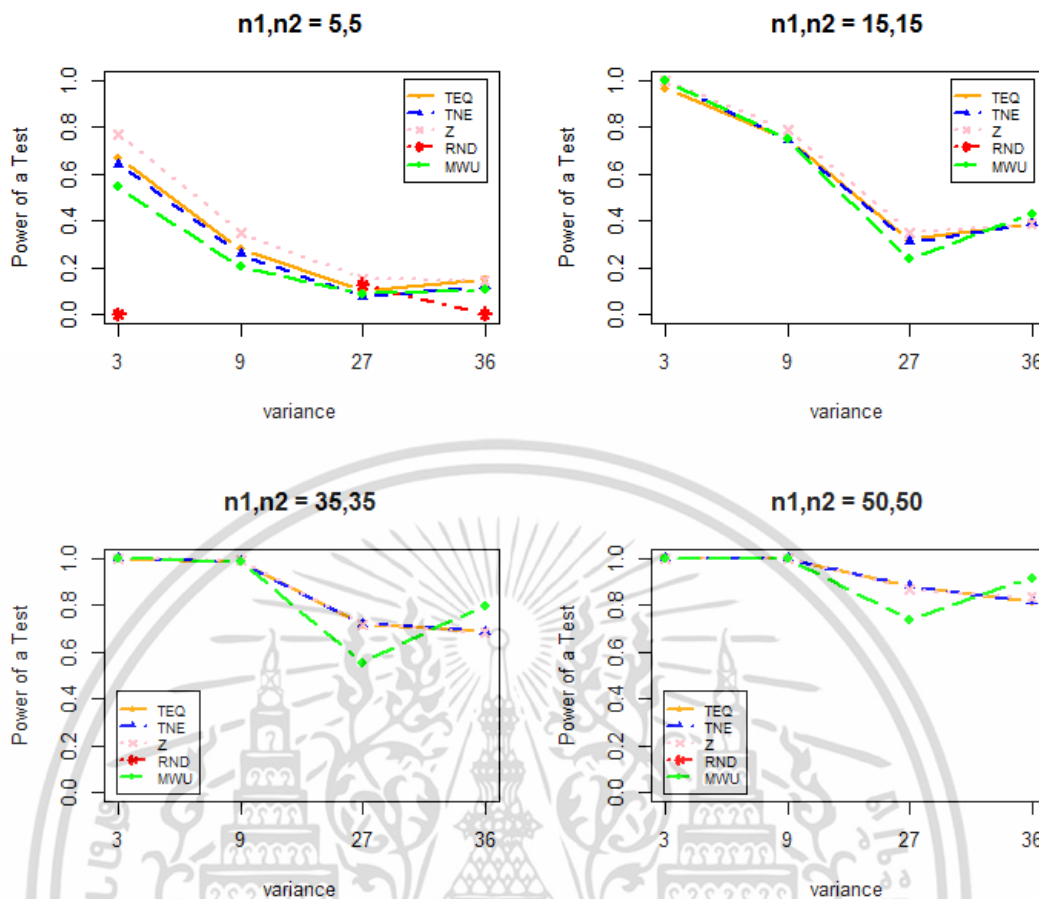 n1,n2 = 5,5
Power of a Test
0.0 0.2 0.4 0.6 0.8 1.0
TEQ
TNE
Z
RND
MWU
3 9 27 36
variance
n1,n2 = 15,15
Power of a Test
0.0 0.2 0.4 0.6 0.8 1.0
TEQ
TNE
Z
RND
MWU
3 9 27 36
variance
n1,n2 = 35,35
Power of a Test
0.0 0.2 0.4 0.6 0.8 1.0
TEQ
TNE
Z
RND
MWU
3 9 27 36
variance
n1,n2 = 50,50
Power of a Test
0.0 0.2 0.4 0.6 0.8 1.0
TEQ
TNE
Z
RND
MWU
3 9 27 36
variance